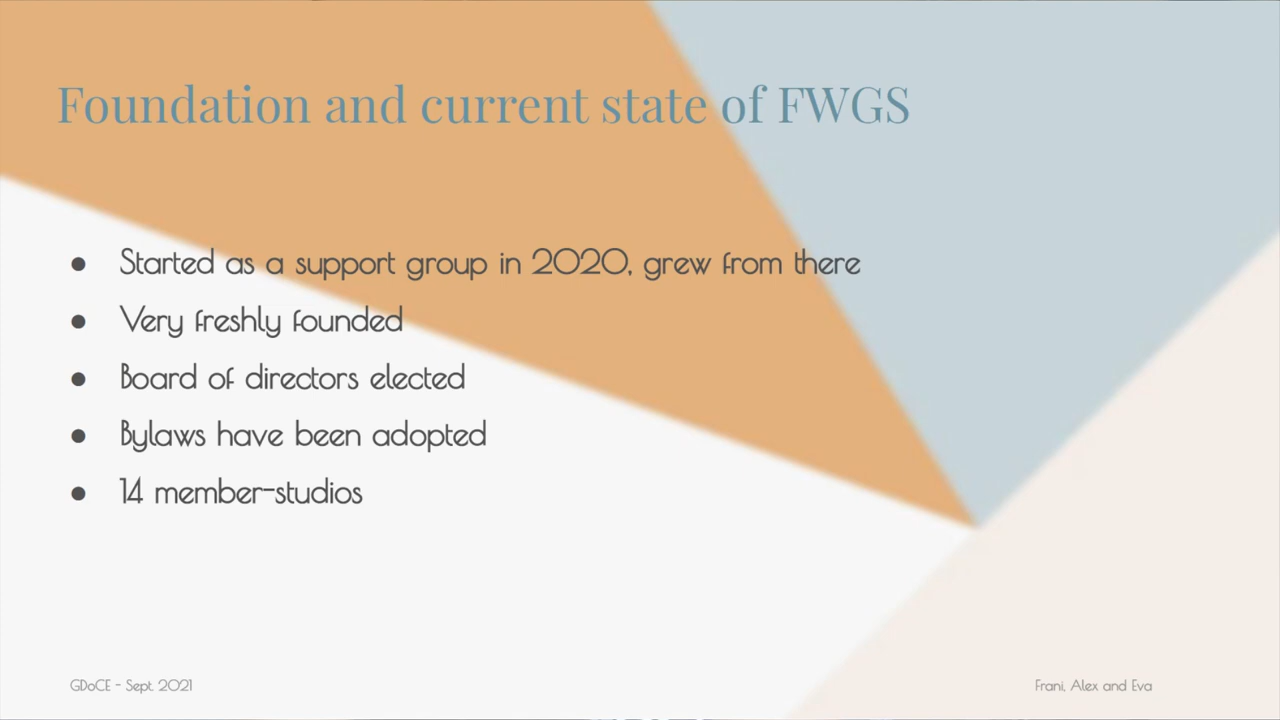 Foundation and current state of FWGS
● Started as a support group in 2020, grew from there
● Very freshly founded
● Board of directors elected
● Bylaws have been adopted
● 14 member-studios
GDoCE - Sept. 2021
Frani, Alex and Eva